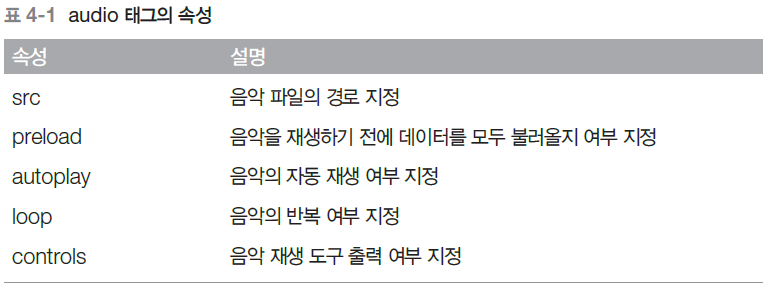 표 4-1 audio 태그의 속성
속성 설명
src 음악 파일의 경로 지정
preload 음악을 재생하기 전에 데이터를 모두 불러올지 여부 지정
autoplay 음악의 자동 재생 여부 지정
loop 음악의 반복 여부 지정
controls 음악 재생 도구 출력 여부 지정